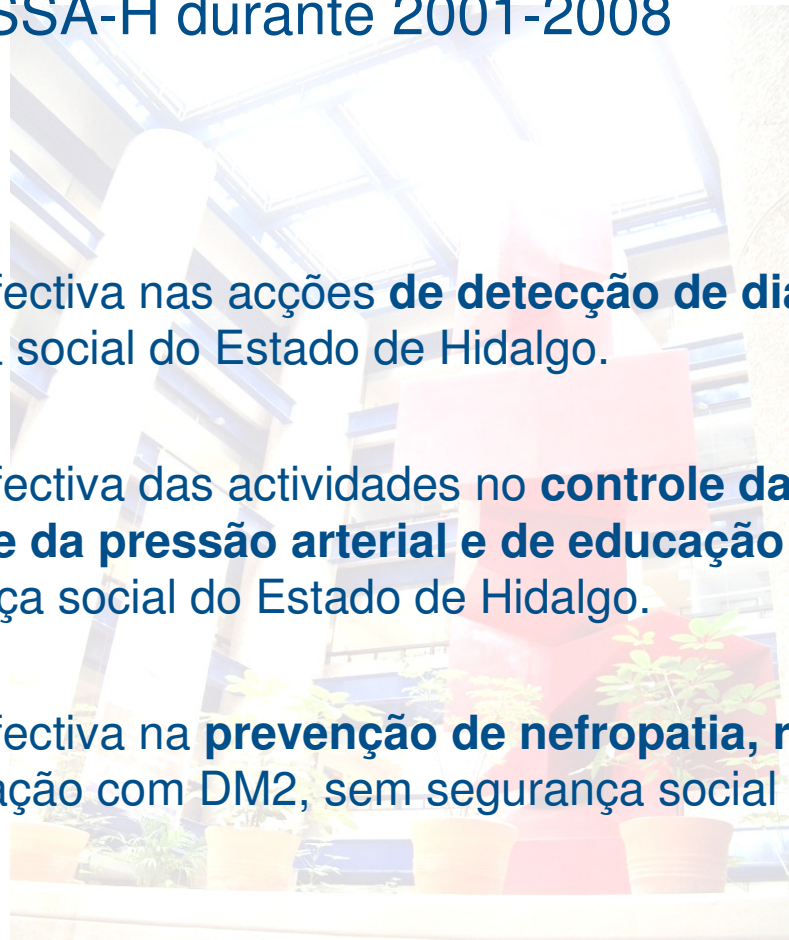 SSA-H durante 2001-2008
fectiva nas acções de detecção de dia
social do Estado de Hidalgo.
fectiva das actividades no controle da
e da pressão arterial e de educação
ça social do Estado de Hidalgo.
fectiva na prevenção de nefropatia,
ação com DM2, sem segurança social